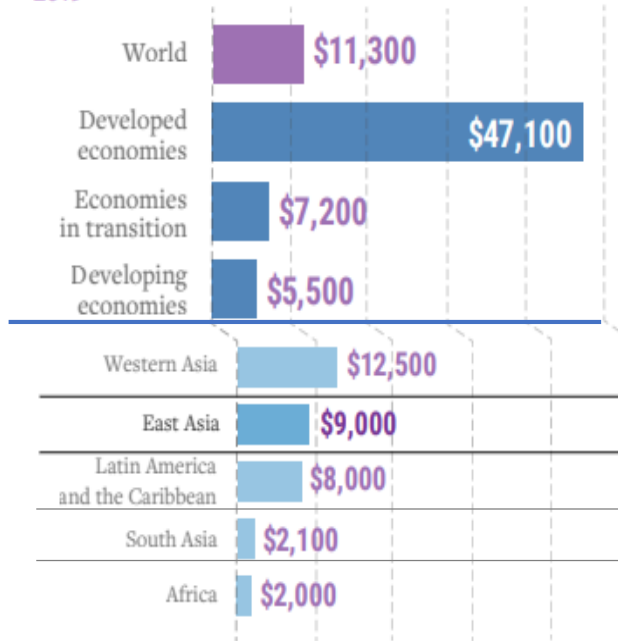 World $11,300
Developed
economies
$47,100
Economies
in transition
$7,200
Developing
economies
$5,500
Western Asia $12,500
East Asia $9,000
Latin America
and the Caribbean
$8,000
South Asia $2,100
Africa $2,000